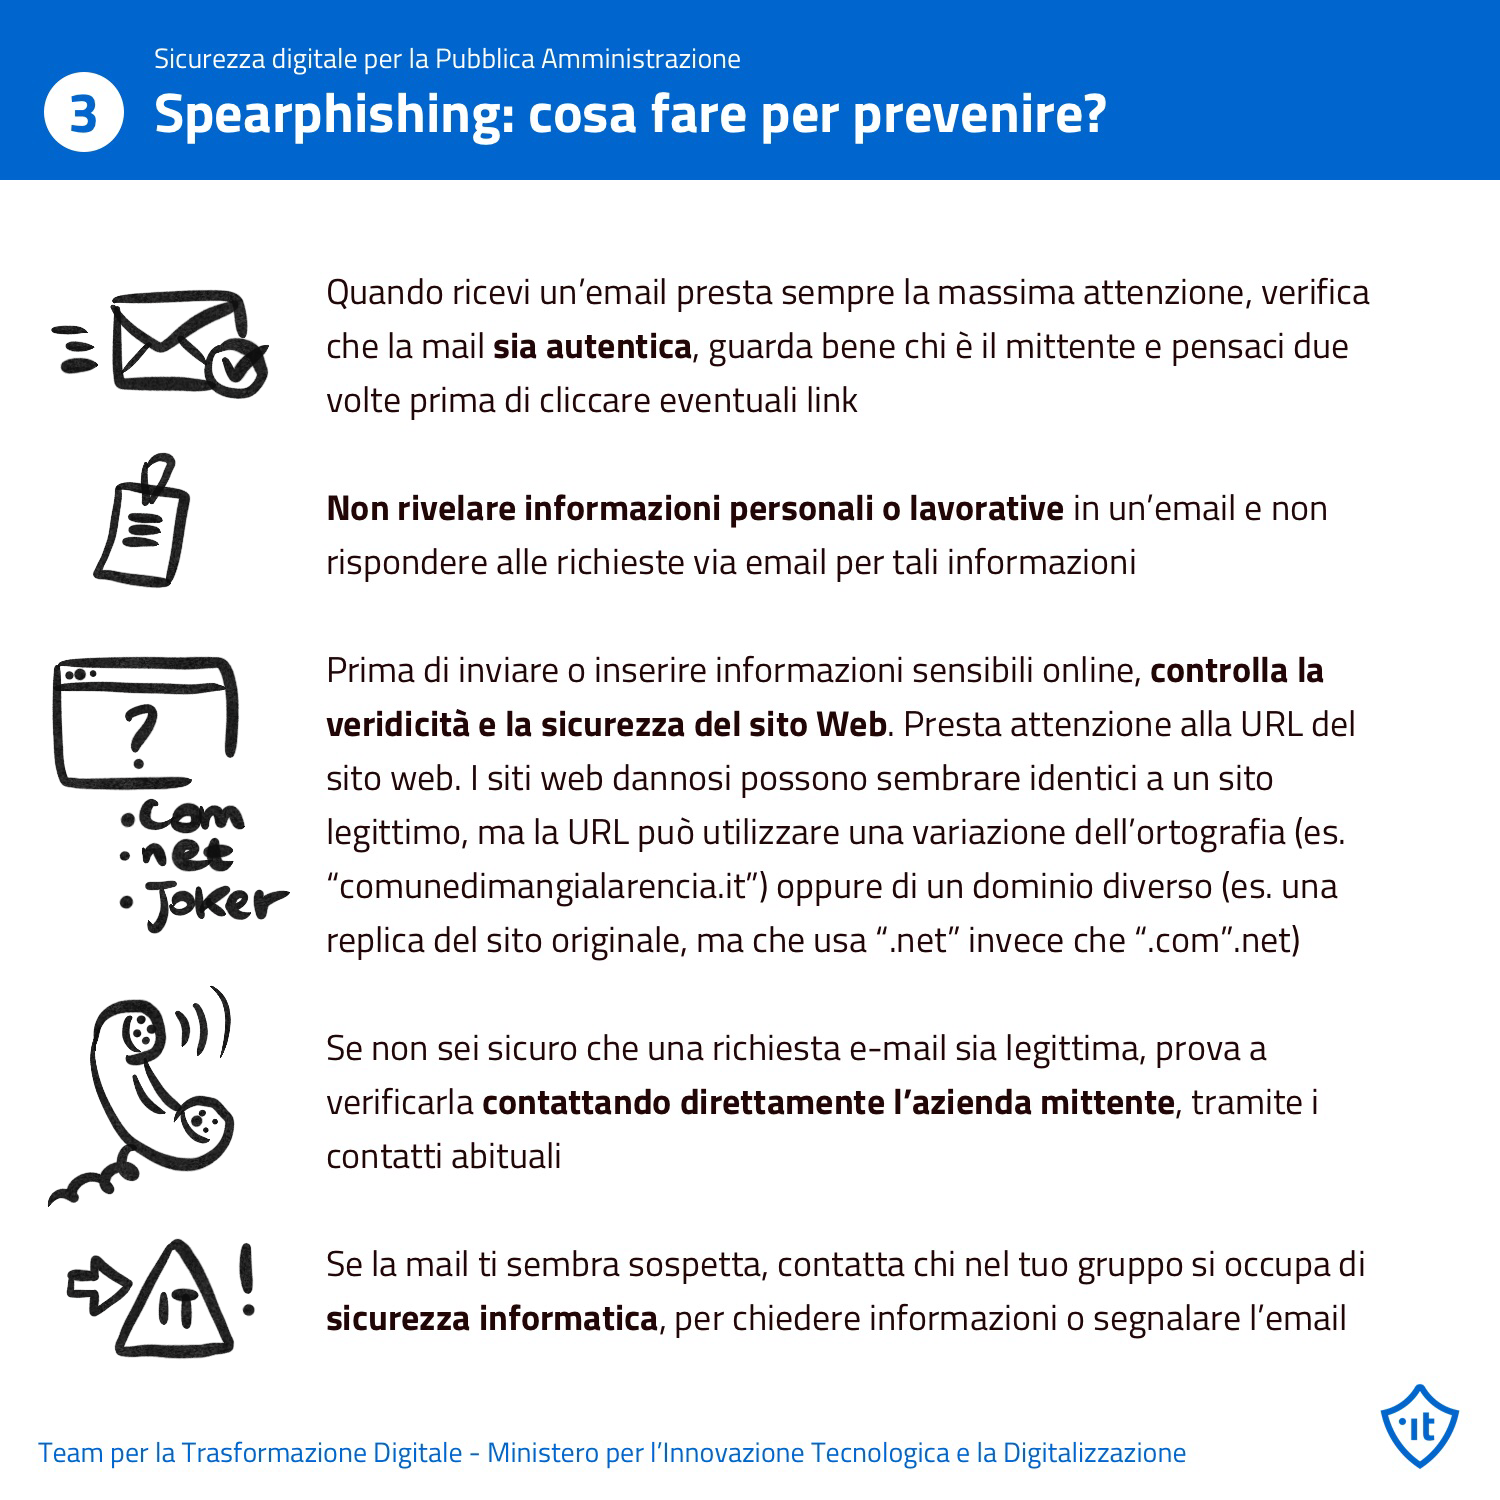 Sicurezza digitale per la Pubblica Amministrazione
3
Spearphishing: cosa fare per prevenire?
Quando ricevi un’email presta sempre la massima attenzione, verifica
che la mail sia autentica, guarda bene chi è il mittente e pensaci due
volte prima di cliccare eventuali link
Non rivelare informazioni personali o lavorative in un’email e non
rispondere alle richieste via email per tali informazioni
?
.com
.net
.Joker
Prima di inviare o inserire informazioni sensibili online, controlla la
veridicità e la sicurezza del sito Web. Presta attenzione alla URL del
sito web. I siti web dannosi possono sembrare identici a un sito
legittimo, ma la URL può utilizzare una variazione dell’ortografia (es.
“comunedimangialarencia.it”) oppure di un dominio diverso (es. una
replica del sito originale, ma che usa “.net” invece che “.com”.net)
Se non sei sicuro che una richiesta e-mail sia legittima, prova a
verificarla contattando direttamente l’azienda mittente, tramite i
contatti abituali
IT !
Se la mail ti sembra sospetta, contatta chi nel tuo gruppo si occupa di
sicurezza informatica, per chiedere informazioni o segnalare l’email
.it
Team per la Trasformazione Digitale - Ministero per l’Innovazione Tecnologica e la Digitalizzazione